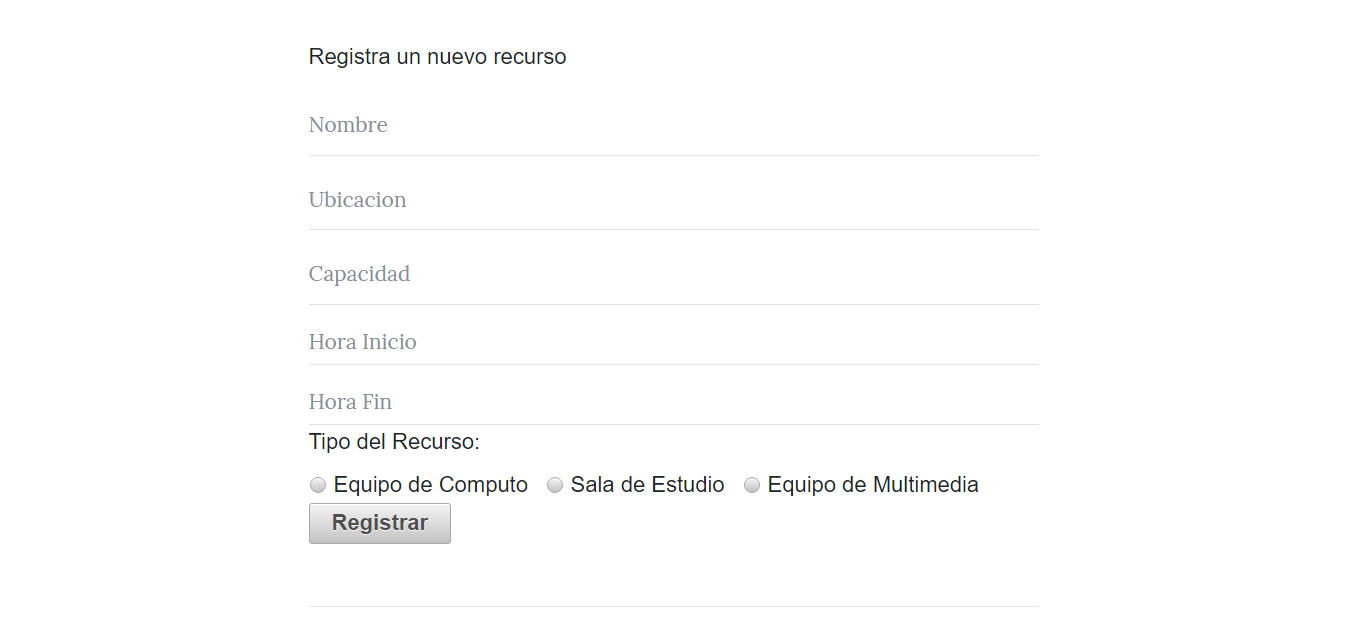 Registra un nuevo recurso
Nombre
Ubicacion
Capacidad
Hora Inicio
Hora Fin
Tipo del Recurso:
Equipo de Computo Sala de Estudio Equipo de Multimedia
Registrar